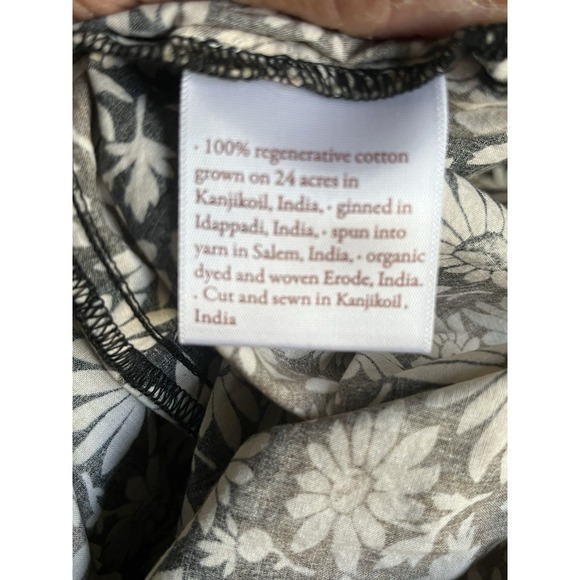 · 100% regenerative cotton
grown on 24 acres in
Kanjikoil, India, · ginned in
Idappadi, India, · spun into
yarn in Salem, India, · organic
dyed and woven Erode, India.
· Cut and sewn in Kanjikoil,
India